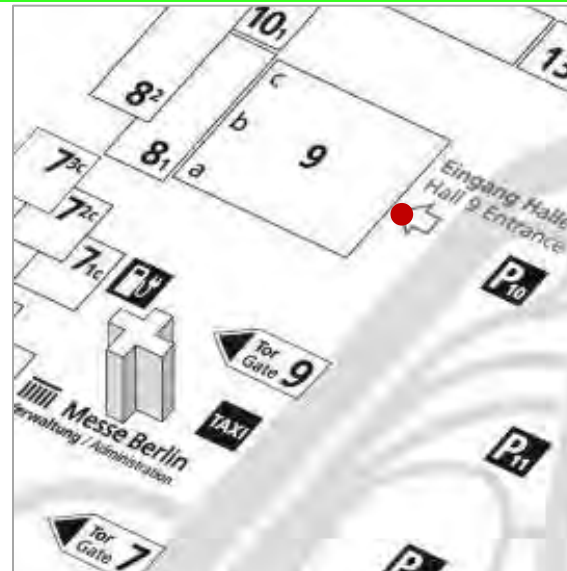 10₁
13
8²
c
b
9
8₁
a
7³ᶜ
Eingang Halle
Hall 9 Entrance
7²ᶜ
7₁c
P10
Tor
Gate 9
Messe Berlin
Verwaltung / Administration
TAXI
P11
Tor
Gate 7
P